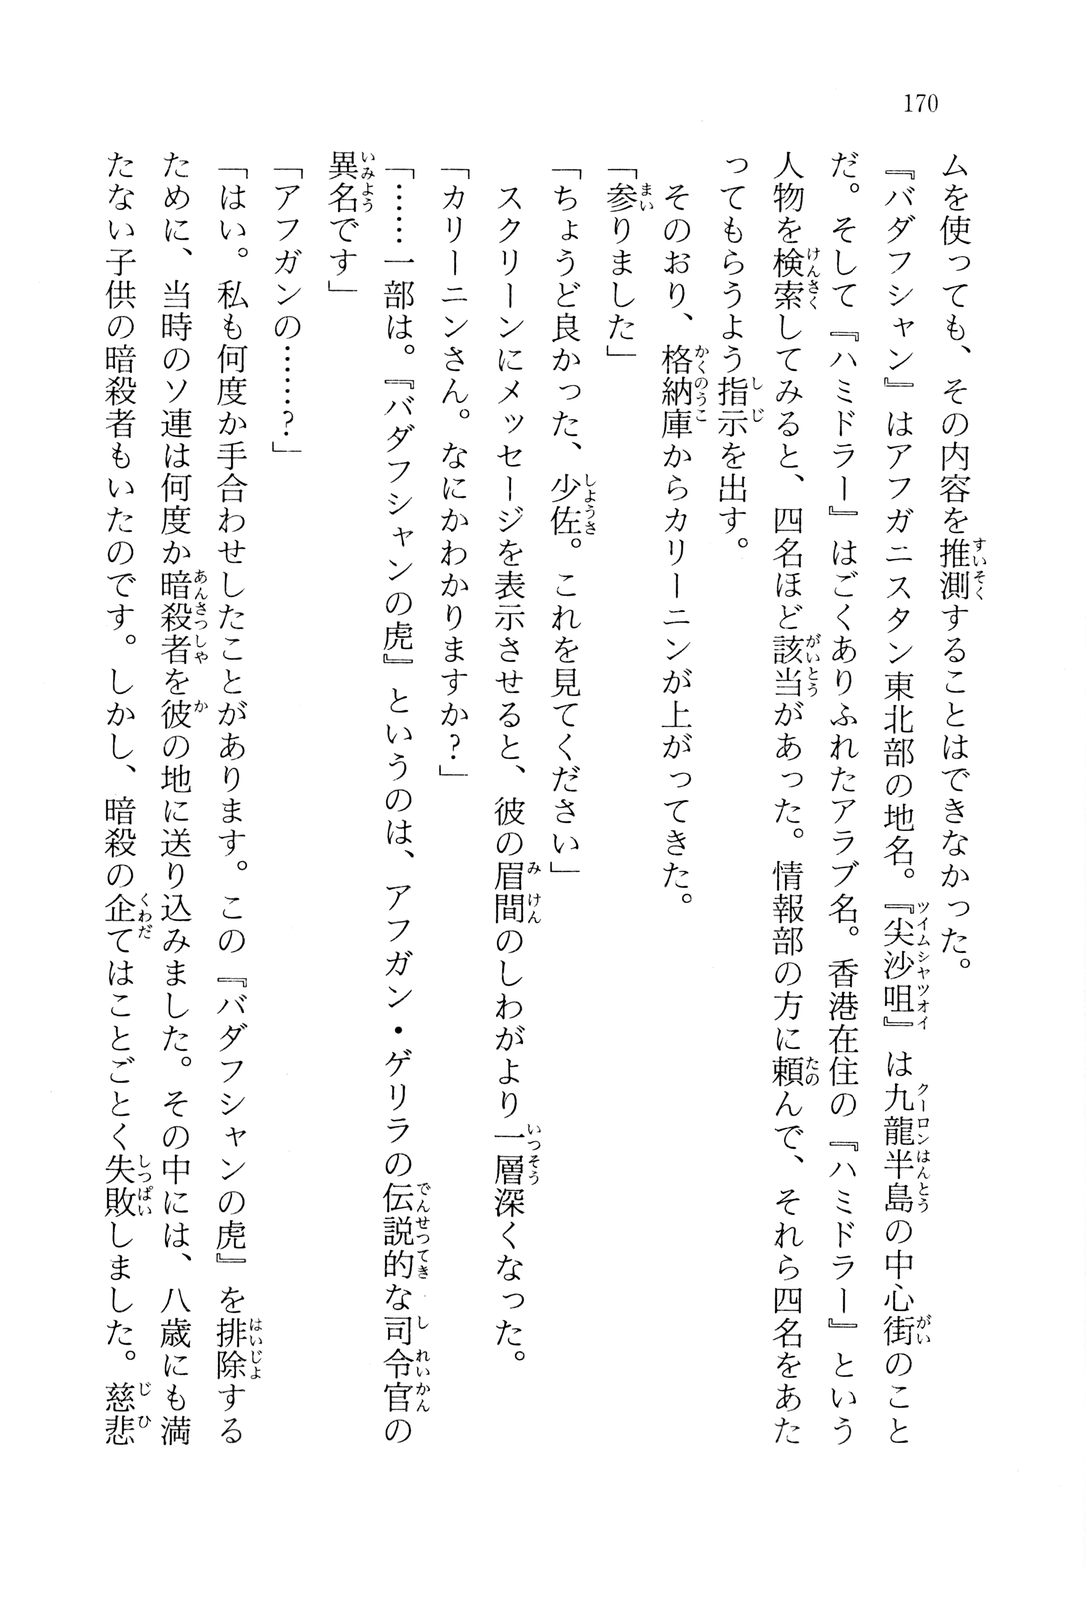 170
ムを使っても、その内容を推測することはできなかった。
『バダフシャン』はアフガニスタン東北部の地名。『尖沙咀』は九龍半島の中心街のこと
だ。そして『ハミドラー』はごくありふれたアラブ名。香港在住の『ハミドラー』という
人物を検索してみると、四名ほど該当があった。情報部の方に頼んで、それら四名をあた
ってもらうよう指示を出す。
そのおり、格納庫からカリーニンが上がってきた。
「参りました」
「ちょうど良かった、少佐。これを見てください」
スクリーンにメッセージを表示させると、彼の眉間のしわがより一層深くなった。
「カリーニンさん。なにかわかりますか？」
「……一部は。『バダフシャンの虎』というのは、アフガン・ゲリラの伝説的な司令官の
異名です」
「アフガンの……？」
「はい。私も何度か手合わせしたことがあります。この『バダフシャンの虎』を排除する
ために、当時のソ連は何度か暗殺者を彼の地に送り込みました。その中には、八歳にも満
たない子供の暗殺者もいたのです。しかし、暗殺の企てはことごとく失敗しました。慈悲